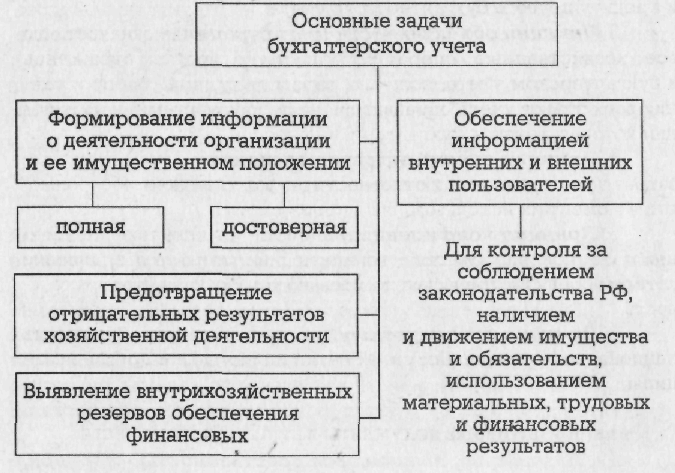 Основные задачи
бухгалтерского учета
Формирование информации
о деятельности организации
и ее имущественном положении
Обеспечение
информацией
внутренних и внешних
пользователей
полная
достоверная
Предотвращение
отрицательных результатов
хозяйственной деятельности
Для контроля за
соблюдением
законодательства РФ,
наличием
и движением имущества
и обязательств,
использованием
материальных, трудовых
и финансовых
результатов
Выявление внутрихозяйственных
резервов обеспечения
финансовых